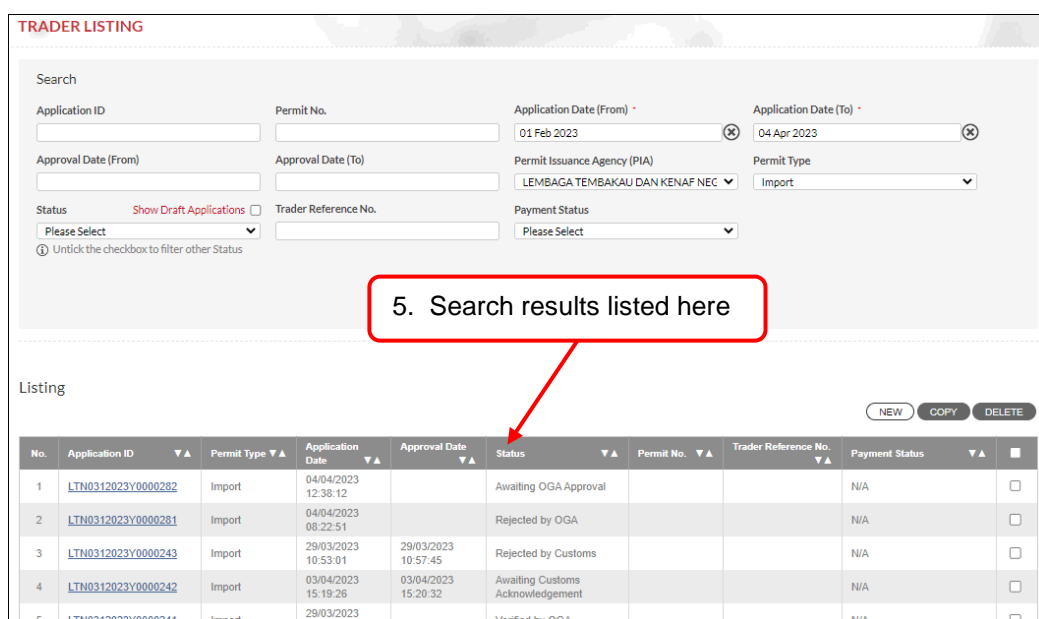 TRADER LISTING
Search
Application ID Permit No. Application Date (From) * Application Date (To) *
01 Feb 2023 04 Apr 2023
Approval Date (From) Approval Date (To) Permit Issuance Agency (PIA) Permit Type
LEMBAGA TEMBAKAU DAN KENAF NEG Import
Status Show Draft Applications Trader Reference No. Payment Status
Please Select Please Select
Untick the checkbox to filter other Status
5. Search results listed here
Listing
NEW COPY DELETE
No. Application ID ▼▲ Permit Type ▼▲ Application Date ▼▲ Approval Date ▼▲ Status ▼▲ Permit No. ▼▲ Trader Reference No. ▼▲ Payment Status ▼▲
1 LTN0312023Y0000282 Import 04/04/2023 12:38:12 Awaiting OGA Approval N/A
2 LTN0312023Y0000281 Import 04/04/2023 08:22:51 Rejected by OGA N/A
3 LTN0312023Y0000243 Import 29/03/2023 10:53:01 29/03/2023 10:57:45 Rejected by Customs N/A
4 LTN0312023Y0000242 Import 03/04/2023 15:19:26 03/04/2023 15:20:32 Awaiting Customs Acknowledgement N/A
29/03/2023